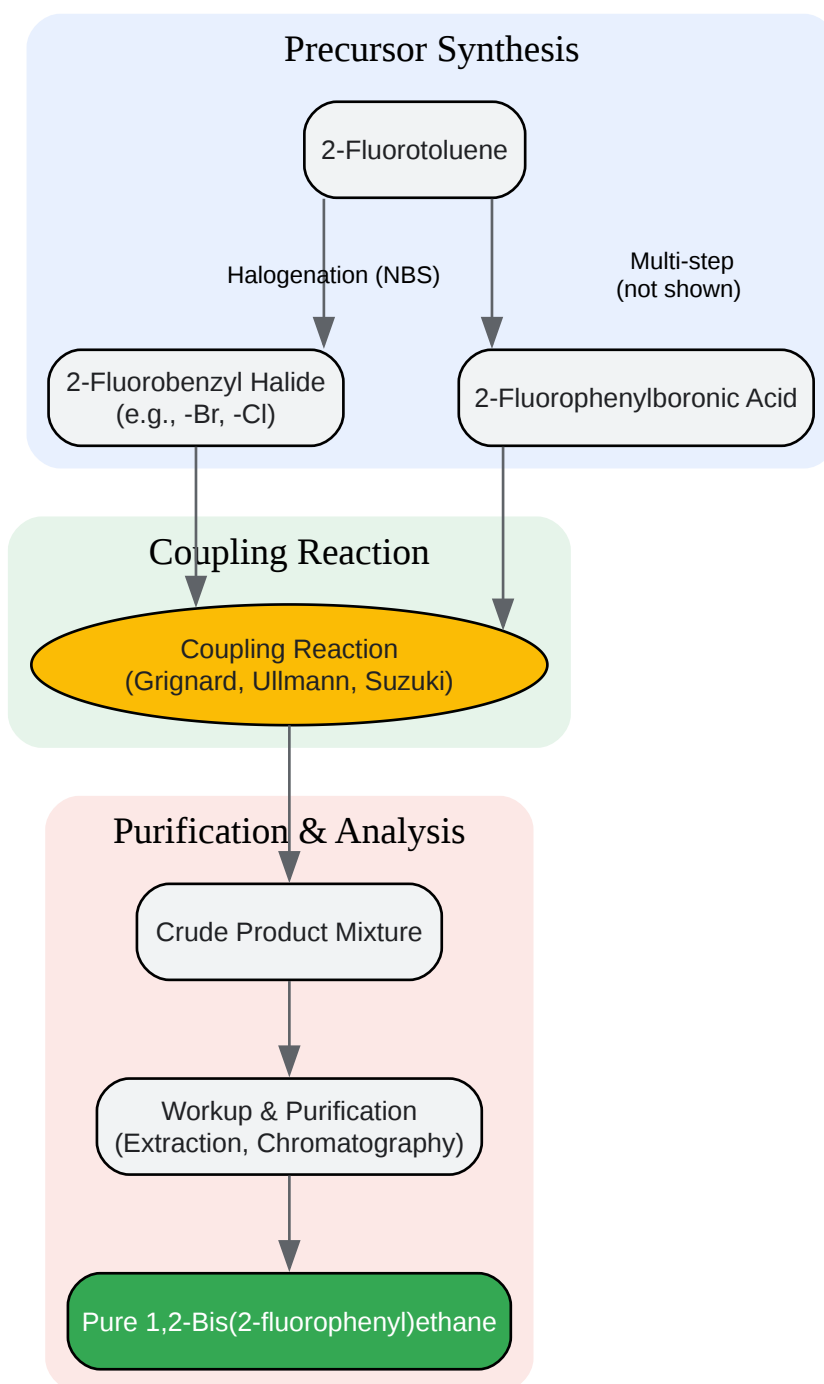 Precursor Synthesis
2-Fluorotoluene
Halogenation (NBS)
Multi-step
(not shown)
2-Fluorobenzyl Halide
(e.g., -Br, -Cl)
2-Fluorophenylboronic Acid
Coupling Reaction
Coupling Reaction
(Grignard, Ullmann, Suzuki)
Purification & Analysis
Crude Product Mixture
Workup & Purification
(Extraction, Chromatography)
Pure 1,2-Bis(2-fluorophenyl)ethane